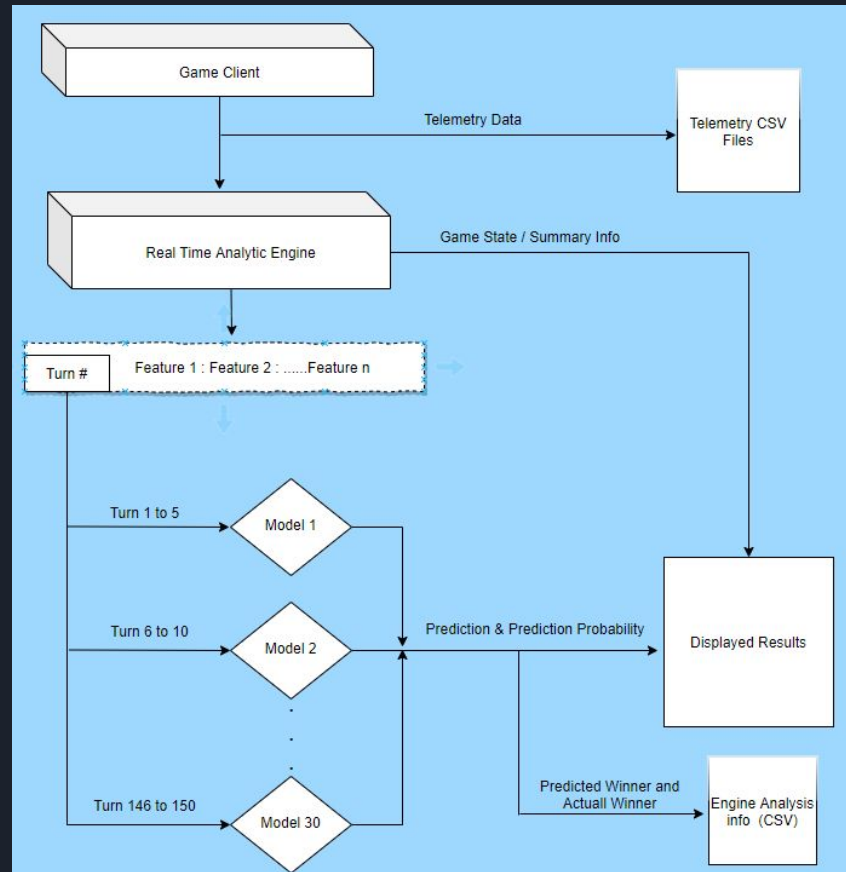 Game Client
Telemetry Data
Telemetry CSV
Files
Real Time Analytic Engine
Game State / Summary Info
Turn #
Feature 1 : Feature 2 : ......Feature n
Turn 1 to 5
Model 1
Turn 6 to 10
Model 2
Prediction & Prediction Probability
Displayed Results
.
.
.
Turn 146 to 150
Model 30
Predicted Winner and
Actuall Winner
Engine Analysis
info (CSV)